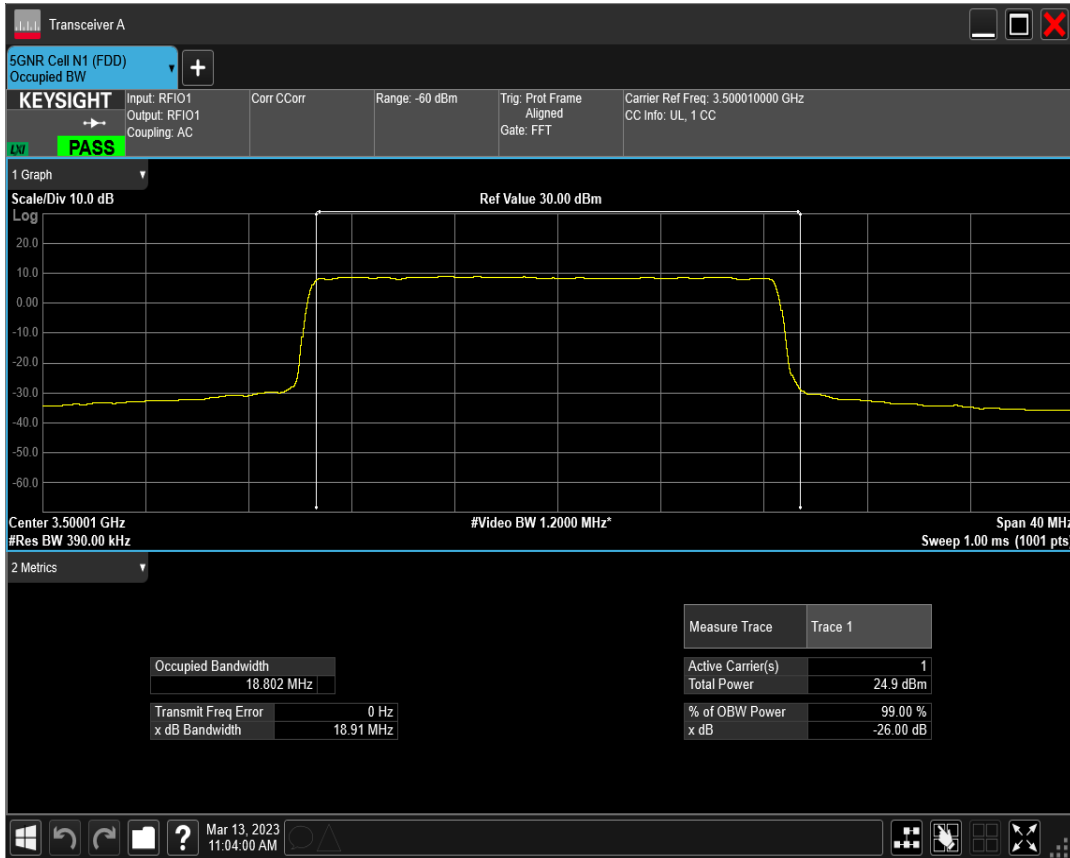 Transceiver A
5GNR Cell N1 (FDD)
Occupied BW
+
KEYSIGHT
LXI
PASS
Input: RFIO1
Output: RFIO1
Coupling: AC
Corr CCorr
Range: -60 dBm
Trig: Prot Frame
Aligned
Gate: FFT
Carrier Ref Freq: 3.500010000 GHz
CC Info: UL, 1 CC
1 Graph
Scale/Div 10.0 dB
Ref Value 30.00 dBm
Log
20.0
10.0
0.00
-10.0
-20.0
-30.0
-40.0
-50.0
-60.0
Center 3.50001 GHz
#Video BW 1.2000 MHz*
Span 40 MHz
#Res BW 390.00 kHz
Sweep 1.00 ms (1001 pts)
2 Metrics
Measure Trace Trace 1
Occupied Bandwidth
18.802 MHz
Active Carrier(s) 1
Total Power 24.9 dBm
Transmit Freq Error 0 Hz
x dB Bandwidth 18.91 MHz
% of OBW Power 99.00 %
x dB -26.00 dB
?
Mar 13, 2023
11:04:00 AM